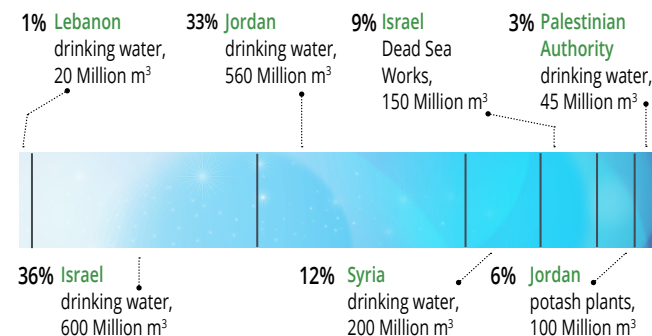 1% Lebanon
drinking water,
20 Million m³
33% Jordan
drinking water,
560 Million m³
9% Israel
Dead Sea
Works,
150 Million m³
3% Palestinian
Authority
drinking water,
45 Million m³
36% Israel
drinking water,
600 Million m³
12% Syria
drinking water,
200 Million m³
6% Jordan
potash plants,
100 Million m³